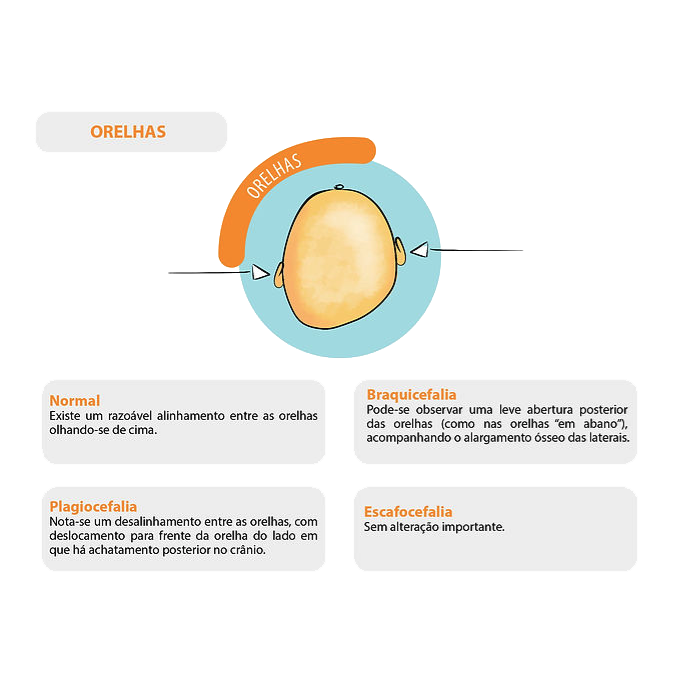 ORELHAS
ORELHAS
Normal
Existe um razoável alinhamento entre as orelhas
olhando-se de cima.
Braquicefalia
Pode-se observar uma leve abertura posterior
das orelhas (como nas orelhas “em abano”),
acompanhando o alargamento ósseo das laterais.
Plagiocefalia
Nota-se um desalinhamento entre as orelhas, com
deslocamento para frente da orelha do lado em
que há achatamento posterior no crânio.
Escafocefalia
Sem alteração importante.